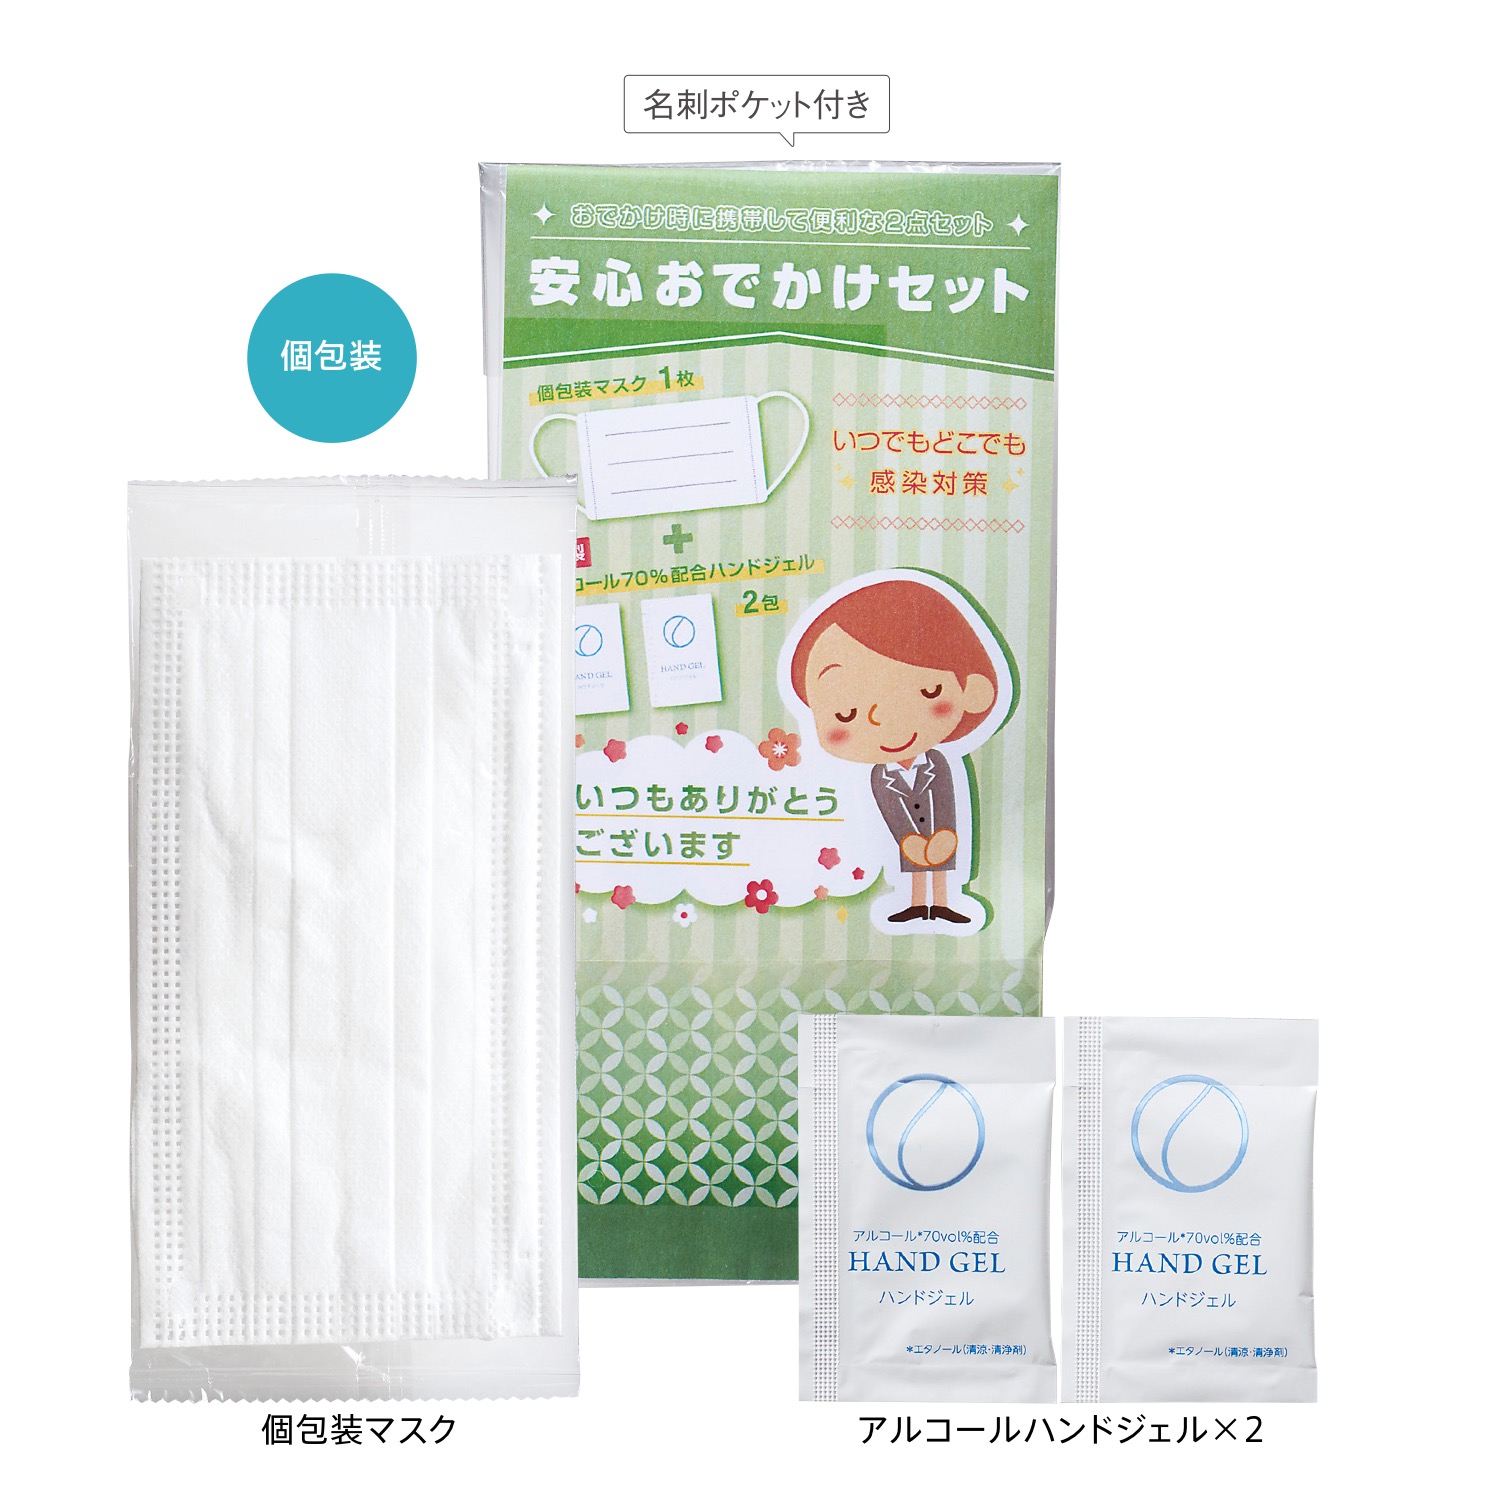 名刺ポケット付き
おでかけ時に携帯して便利な2点セット
安心おでかけセット
個包装
個包装マスク 1枚
いつでもどこでも
感染対策
製
コール70%配合ハンドジェル
2包
AND GEL
HAND GEL
ハンドジェル
いつもありがとう
ございます
アルコール*70vol%配合
HAND GEL
ハンドジェル
*エタノール(清涼・清浄剤)
アルコール*70vol%配合
HAND GEL
ハンドジェル
*エタノール(清涼・清浄剤)
個包装マスク
アルコールハンドジェル×2